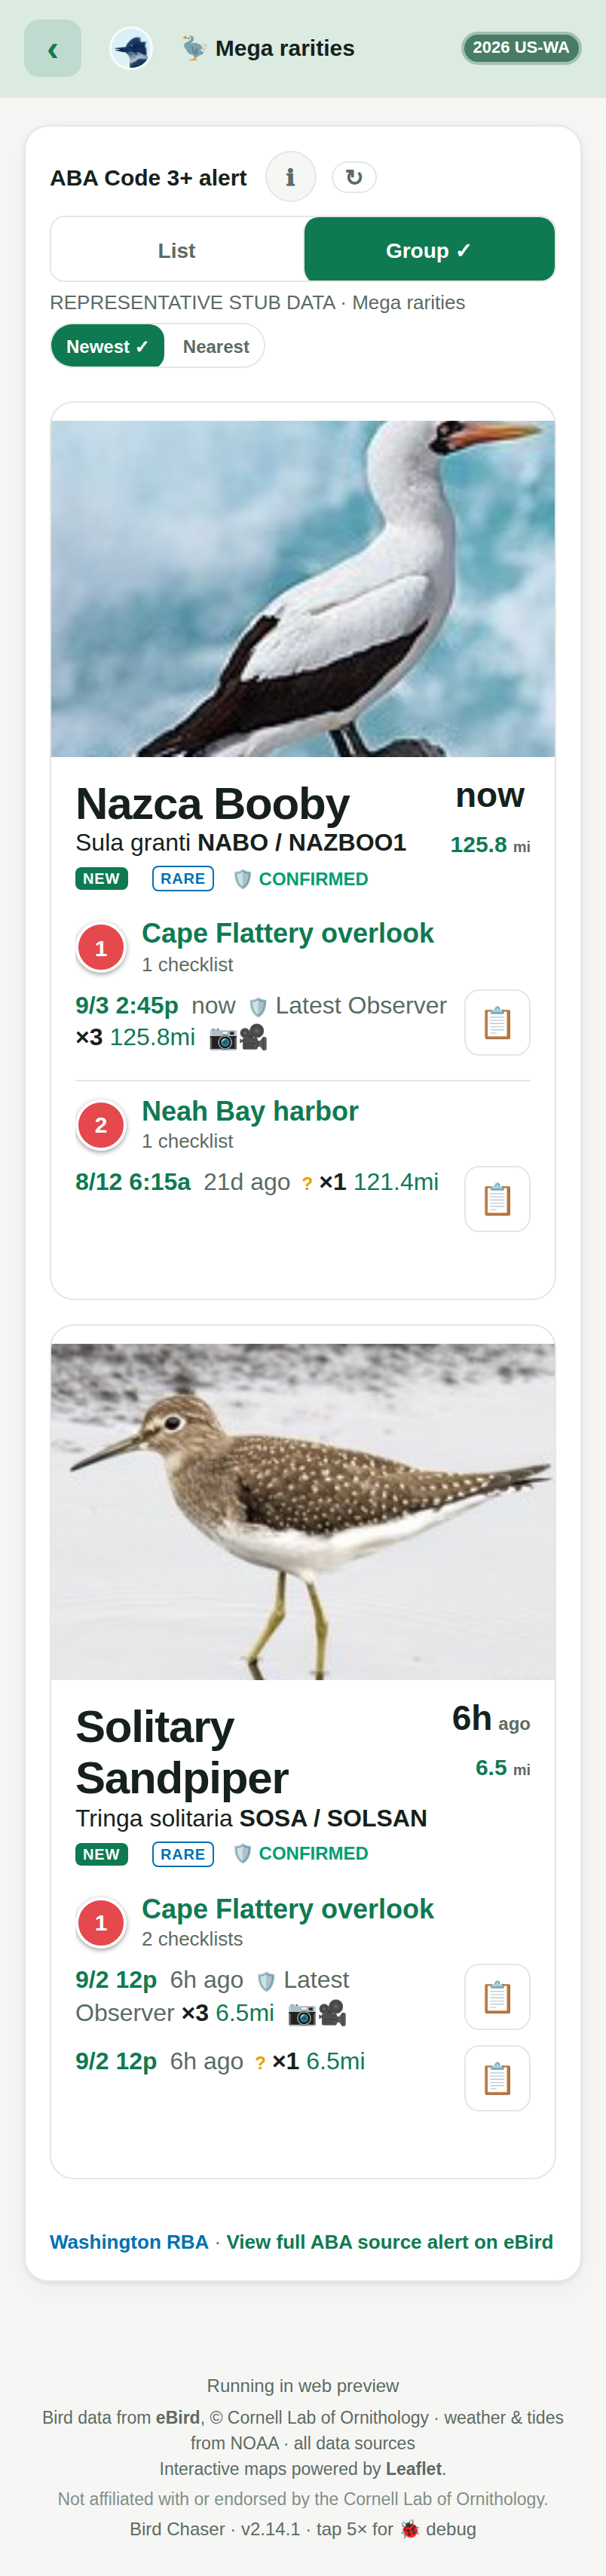 ‹ 🦤 Mega rarities 2026 US-WA
ABA Code 3+ alert ℹ ↻
List Group ✓
REPRESENTATIVE STUB DATA · Mega rarities
Newest ✓ Nearest
Nazca Booby now
Sula granti NABO / NAZBOO1 125.8 mi
NEW RARE 🛡️ CONFIRMED
1 Cape Flattery overlook
1 checklist
9/3 2:45p now 🛡️ Latest Observer
×3 125.8mi 📷🎥 📋
2 Neah Bay harbor
1 checklist
8/12 6:15a 21d ago ? ×1 121.4mi 📋
Solitary 6h ago
Sandpiper 6.5 mi
Tringa solitaria SOSA / SOLSAN
NEW RARE 🛡️ CONFIRMED
1 Cape Flattery overlook
2 checklists
9/2 12p 6h ago 🛡️ Latest
Observer ×3 6.5mi 📷🎥 📋
9/2 12p 6h ago ? ×1 6.5mi 📋
Washington RBA · View full ABA source alert on eBird
Running in web preview
Bird data from eBird, © Cornell Lab of Ornithology · weather & tides
from NOAA · all data sources
Interactive maps powered by Leaflet.
Not affiliated with or endorsed by the Cornell Lab of Ornithology.
Bird Chaser · v2.14.1 · tap 5× for 🐞 debug